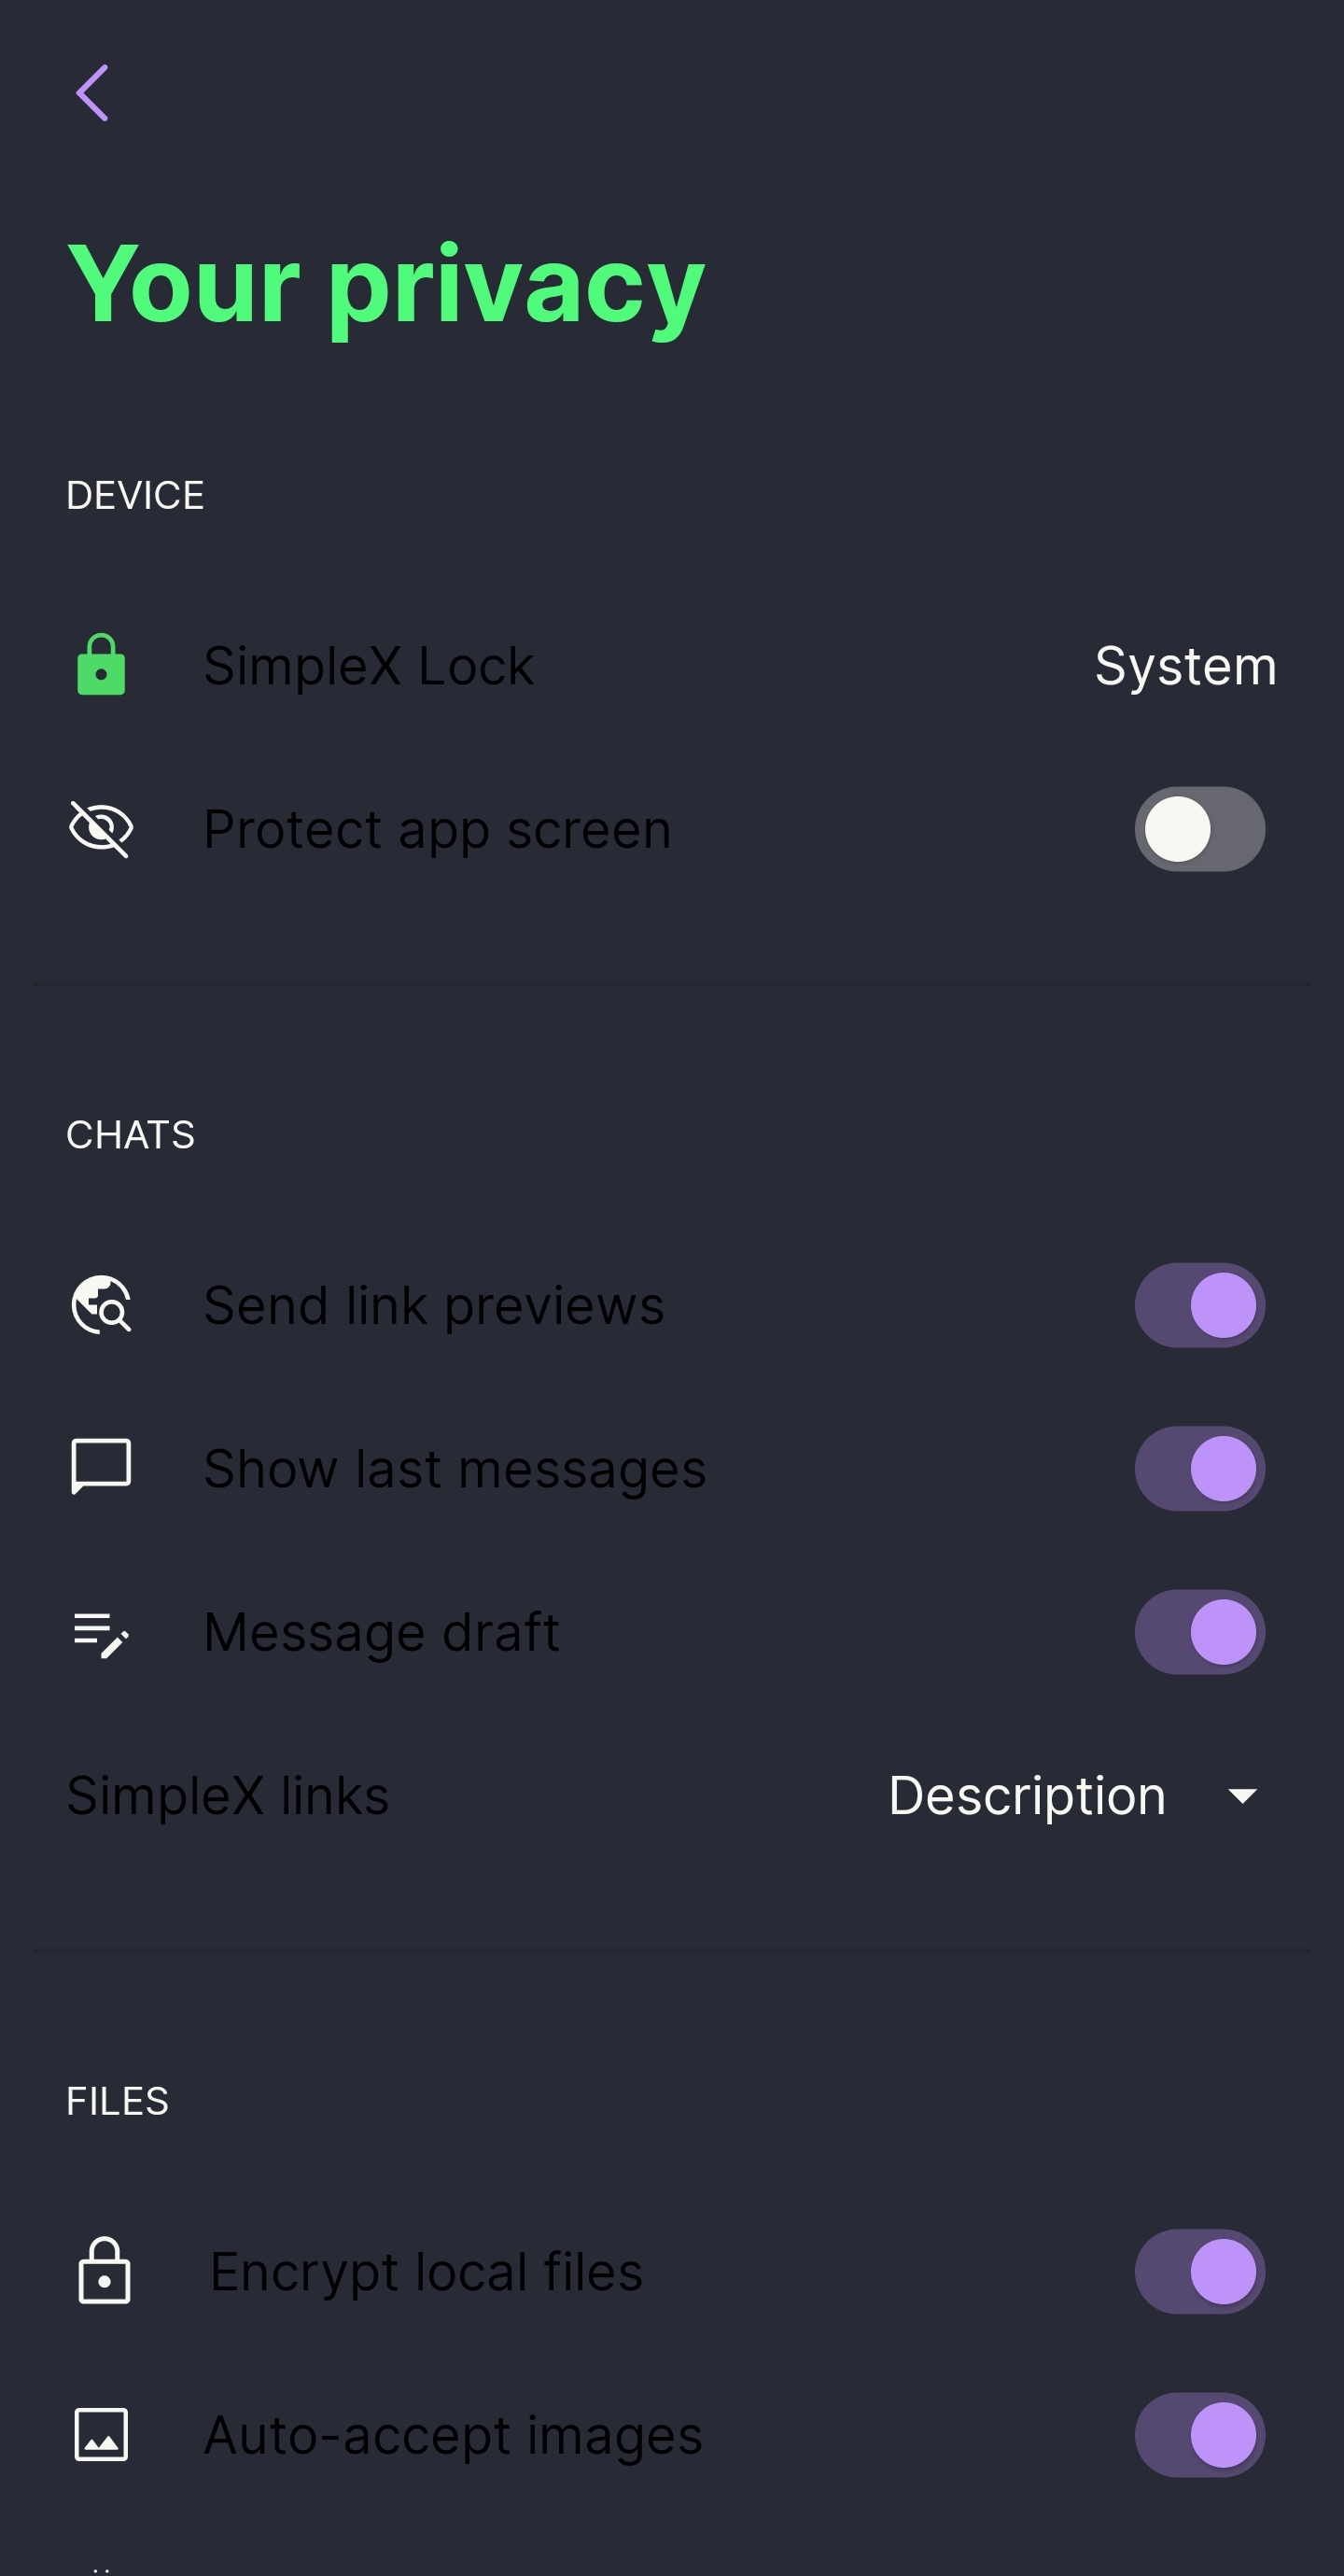 Your privacy
DEVICE
SimpleX Lock System
Protect app screen
CHATS
Send link previews
Show last messages
Message draft
SimpleX links Description
FILES
Encrypt local files
Auto-accept images